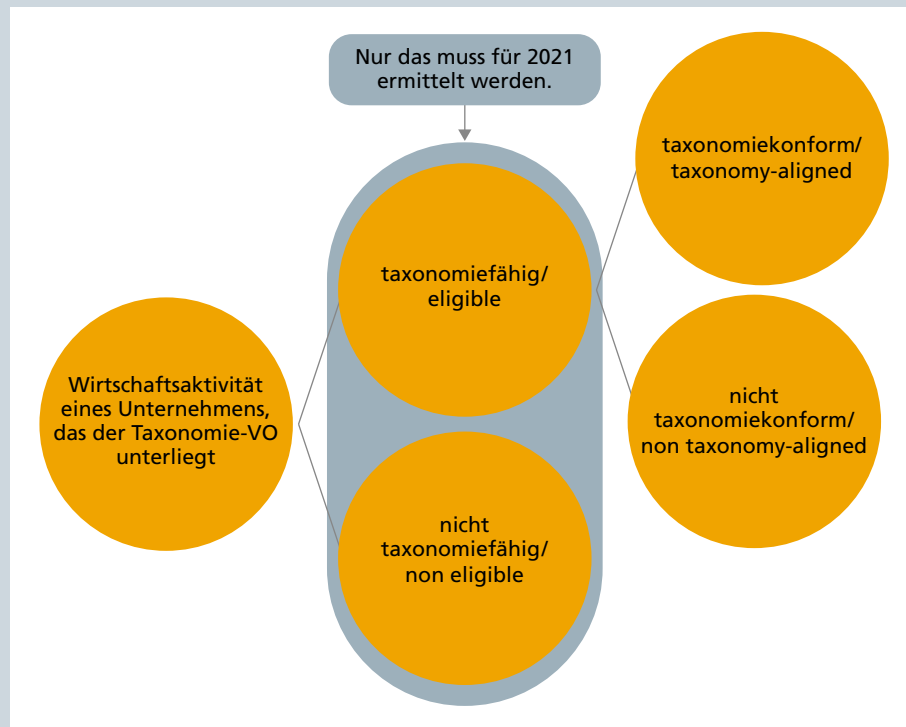 Nur das muss für 2021
ermittelt werden.
taxonomiekonform/
taxonomy-aligned
taxonomiefähig/
eligible
Wirtschaftsaktivität
eines Unternehmens,
das der Taxonomie-VO
unterliegt
nicht
taxonomiekonform/
non taxonomy-aligned
nicht
taxonomiefähig/
non eligible